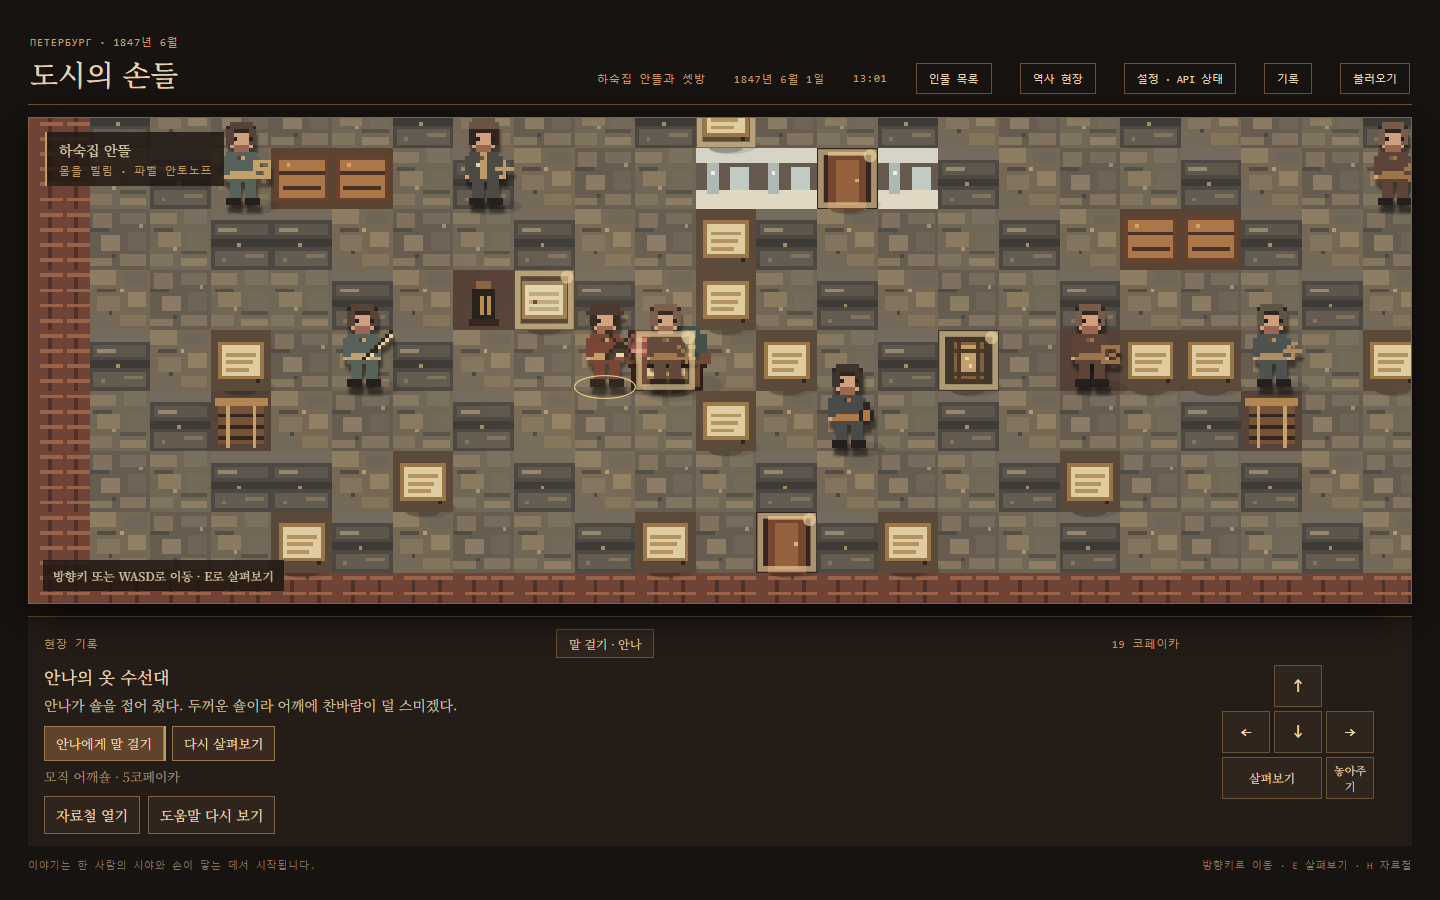 ПЕТЕРБУРГ · 1847년 6월
도시의 손들
하숙집 안뜰과 셋방 1847년 6월 1일 13:01 인물 목록 역사 현장 설정 · API 상태 기록 불러오기
하숙집 안뜰
몸을 빌림 · 파벨 안토노프
방향키 또는 WASD로 이동 · E로 살펴보기
현장 기록
말 걸기 · 안나
19 코페이카
안나의 옷 수선대
안나가 숄을 접어 줬다. 두꺼운 숄이라 어깨에 찬바람이 덜 스미겠다.
안나에게 말 걸기 다시 살펴보기
모직 어깨숄 · 5코페이카
자료철 열기 도움말 다시 보기
↑
← ↓ →
살펴보기 놓아주기
이야기는 한 사람의 시야와 손이 닿는 데서 시작됩니다.
방향키로 이동 · E 살펴보기 · H 자료철